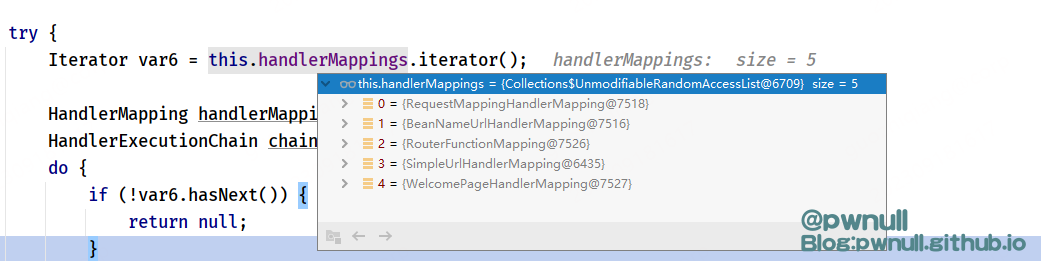 try {
Iterator var6 = this.handlerMappings.iterator(); handlerMappings: size = 5
this.handlerMappings = {Collections$UnmodifiableRandomAccessList@6709} size = 5
0 = {RequestMappingHandlerMapping@7518}
HandlerMapping handlerMappi
1 = {BeanNameUrlHandlerMapping@7516}
HandlerExecutionChain chain
2 = {RouterFunctionMapping@7526}
do {
3 = {SimpleUrlHandlerMapping@6435}
if (!var6.hasNext()) {
4 = {WelcomePageHandlerMapping@7527}
return null;
}
@pwnull
Blog:pwnull.github.io